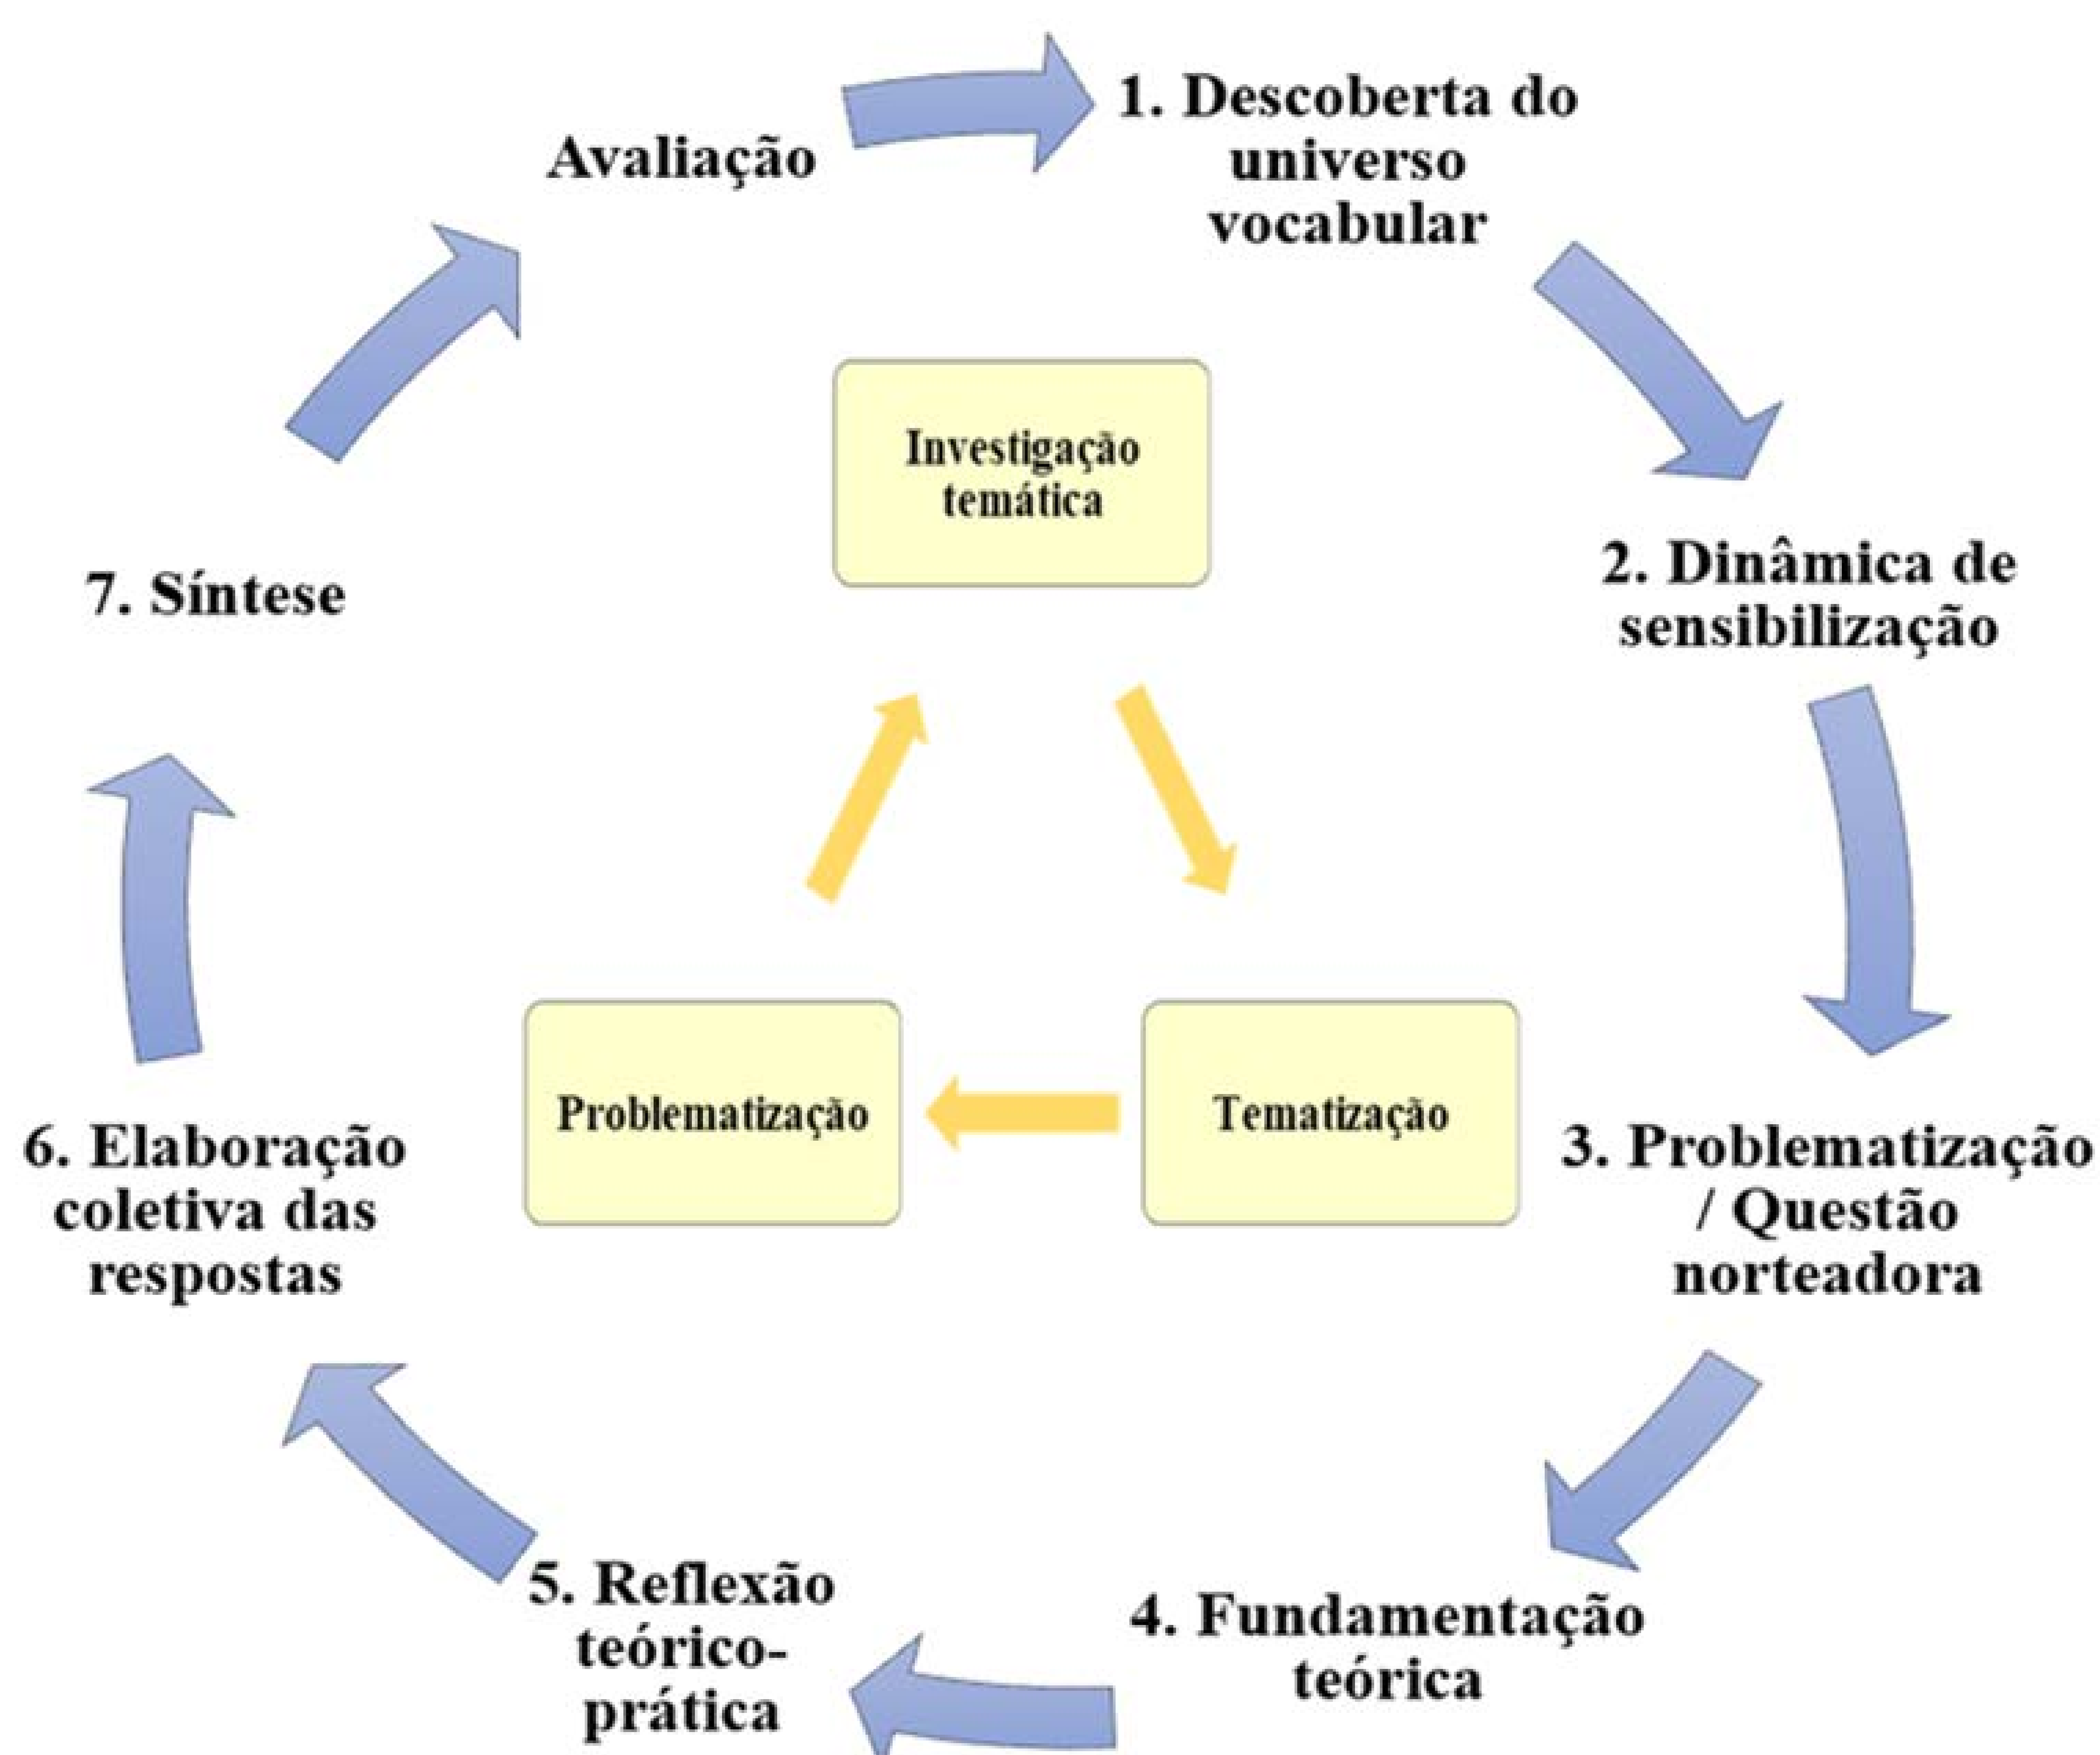 Avaliação
1. Descoberta do
universo
vocabular
2. Dinâmica de
sensibilização
3. Problematização
/ Questão
norteadora
4. Fundamentação
teórica
5. Reflexão
teórico-
prática
6. Elaboração
coletiva das
respostas
7. Síntese
Investigação
temática
Tematização
Problematização